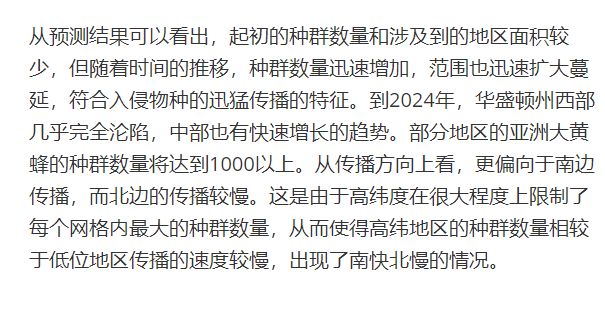 从预测结果可以看出，起初的种群数量和涉及到的地区面积较
少，但随着时间的推移，种群数量迅速增加，范围也迅速扩大蔓
延，符合入侵物种的迅猛传播的特征。到2024年，华盛顿州西部
几乎完全沦陷，中部也有快速增长的趋势。部分地区的亚洲大黄
蜂的种群数量将达到1000以上。从传播方向上看，更偏向于南边
传播，而北边的传播较慢。这是由于高纬度在很大程度上限制了
每个网格内最大的种群数量，从而使得高纬地区的种群数量相较
于低位地区传播的速度较慢，出现了南快北慢的情况。